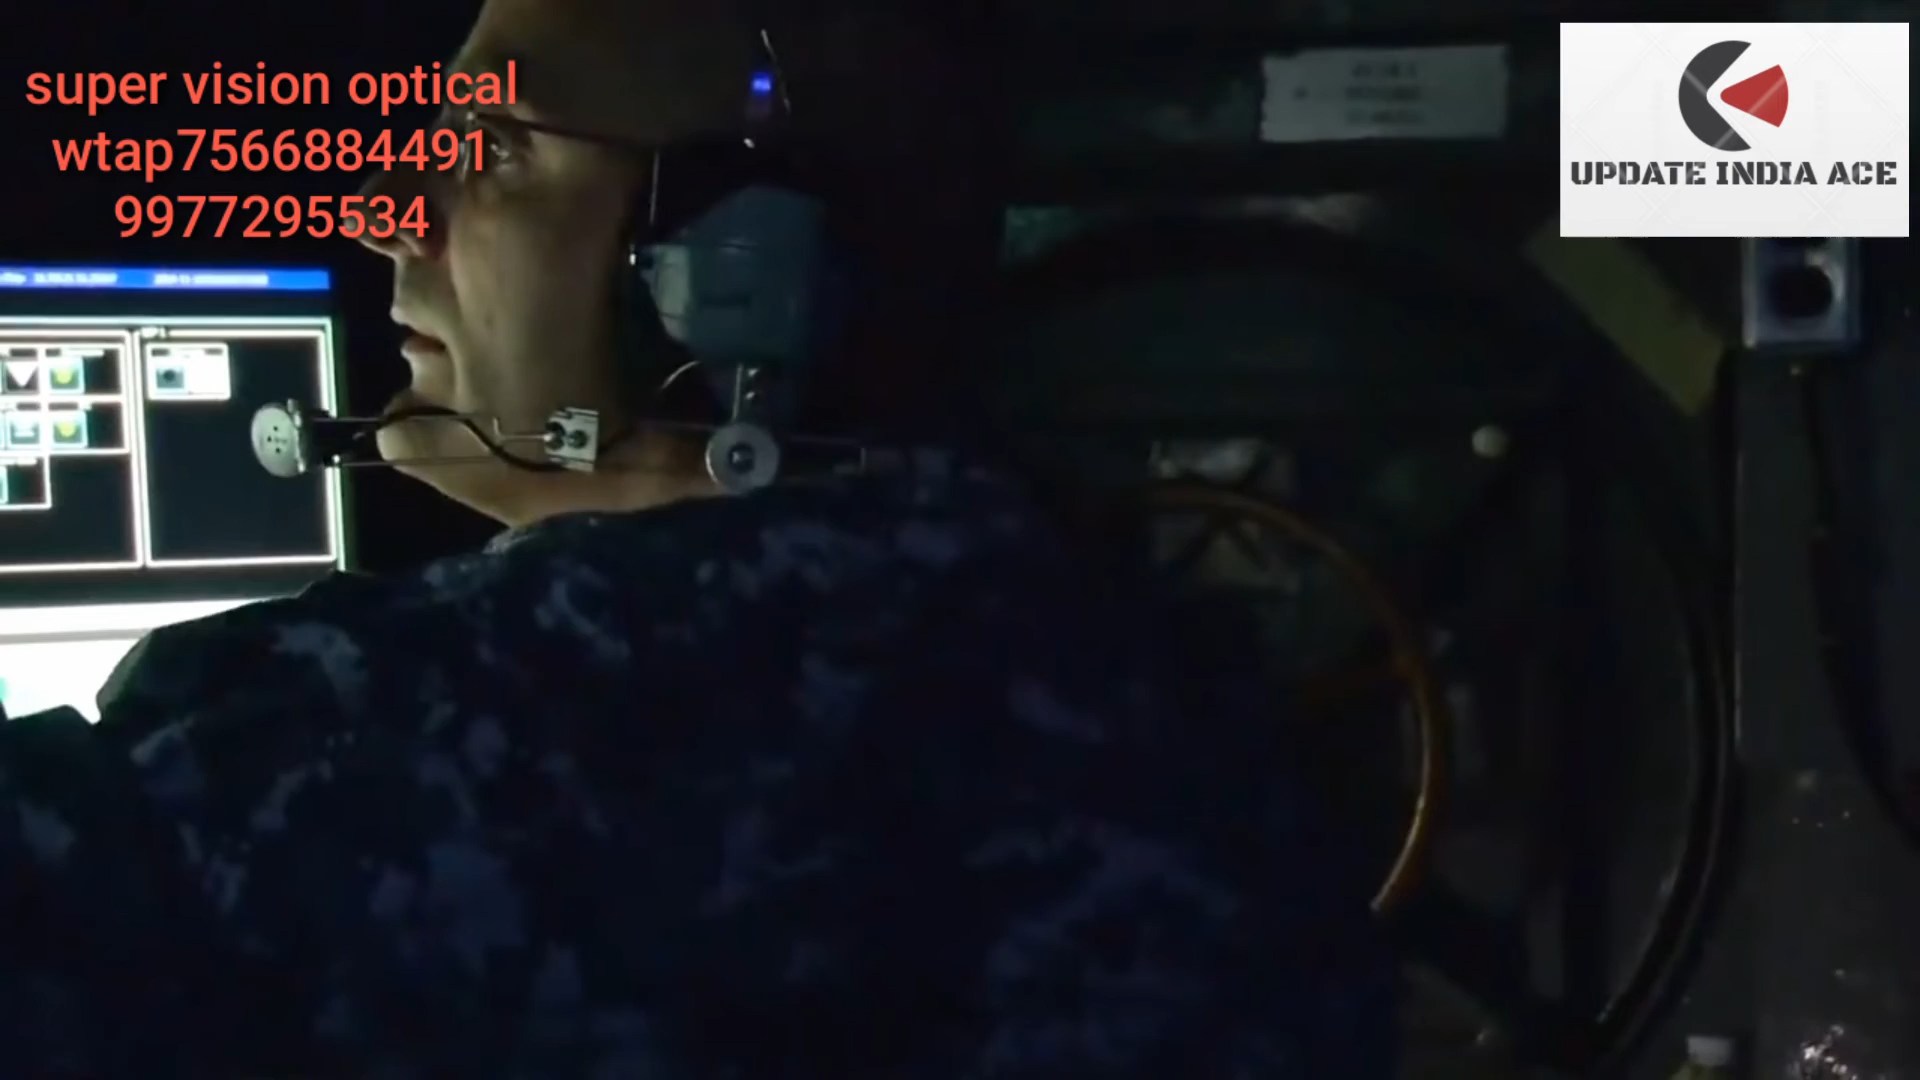 super vision optical
wtap7566884491
9977295534
UPDATE INDIA ACE